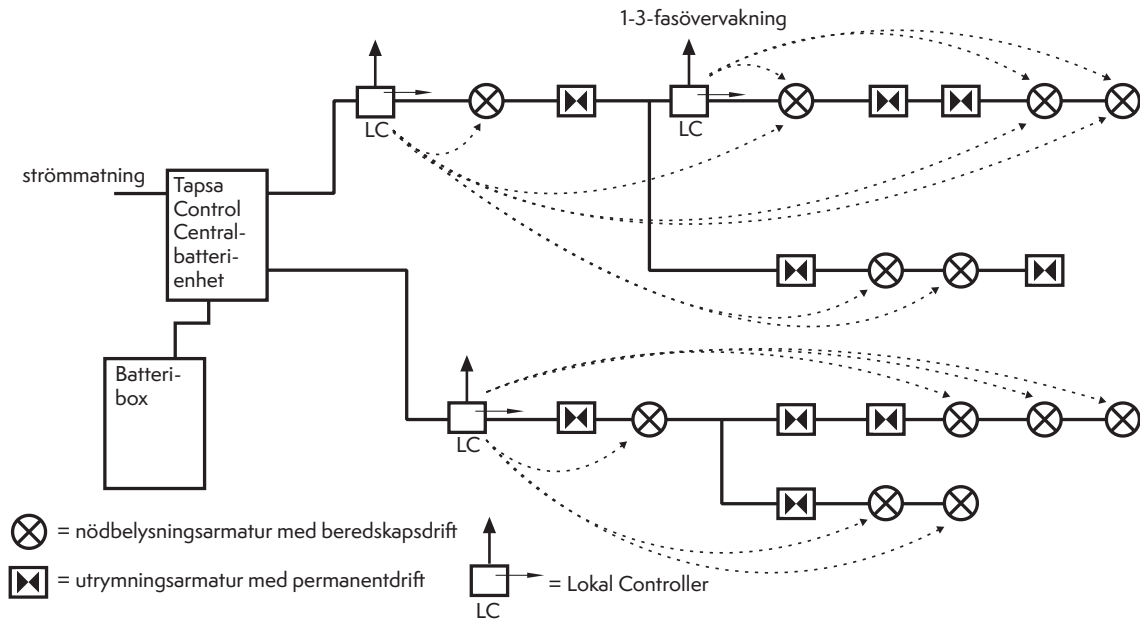 1-3-fasövervakning
LC
LC
strömmatning
Tapsa
Control
Central-
batteri-
enhet
Batteri-
box
LC
= nödbelysningsarmatur med beredskapsdrift
= utrymningsarmatur med permanentdrift
= Lokal Controller
LC